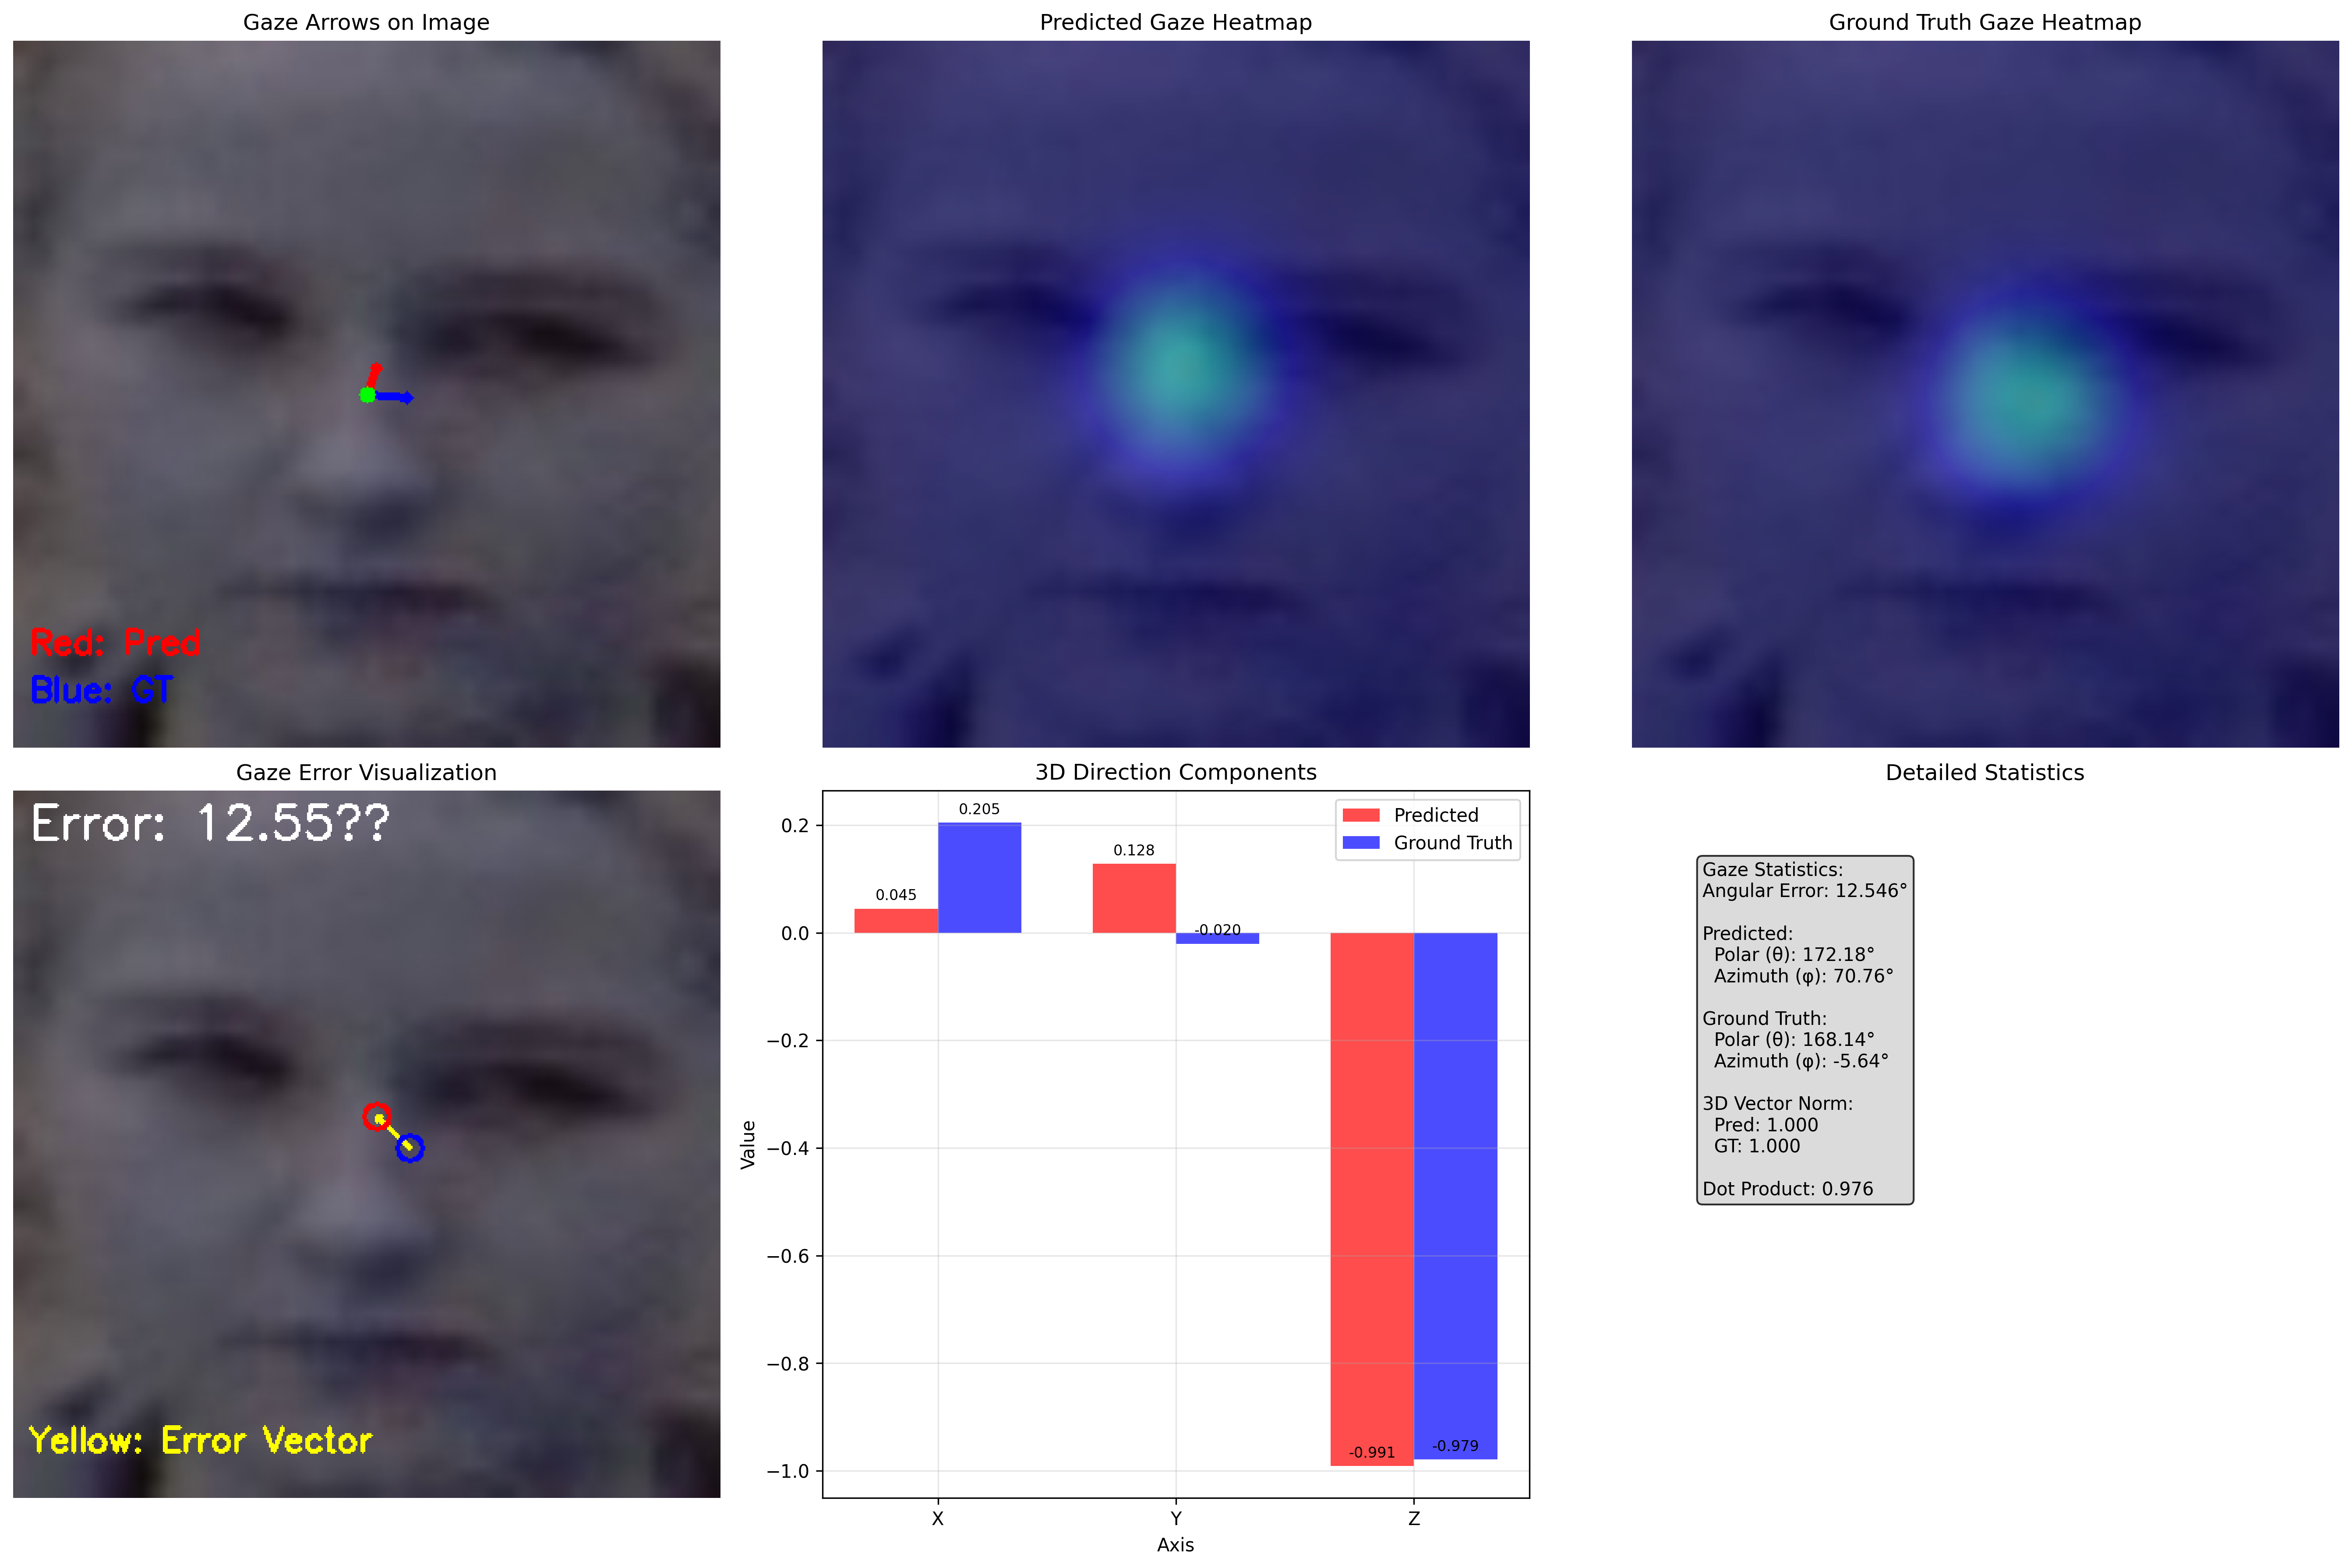 Gaze Arrows on Image
Red: Pred
Blue: GT
Predicted Gaze Heatmap
Ground Truth Gaze Heatmap
Gaze Error Visualization
Error: 12.55??
Yellow: Error Vector
3D Direction Components
Predicted
Ground Truth
0.2
0.0
−0.2
−0.4
−0.6
−0.8
−1.0
Value
0.045
0.205
0.128
-0.020
-0.991
-0.979
X Y Z
Axis
Detailed Statistics
Gaze Statistics:
Angular Error: 12.546°
Predicted:
Polar (θ): 172.18°
Azimuth (φ): 70.76°
Ground Truth:
Polar (θ): 168.14°
Azimuth (φ): -5.64°
3D Vector Norm:
Pred: 1.000
GT: 1.000
Dot Product: 0.976